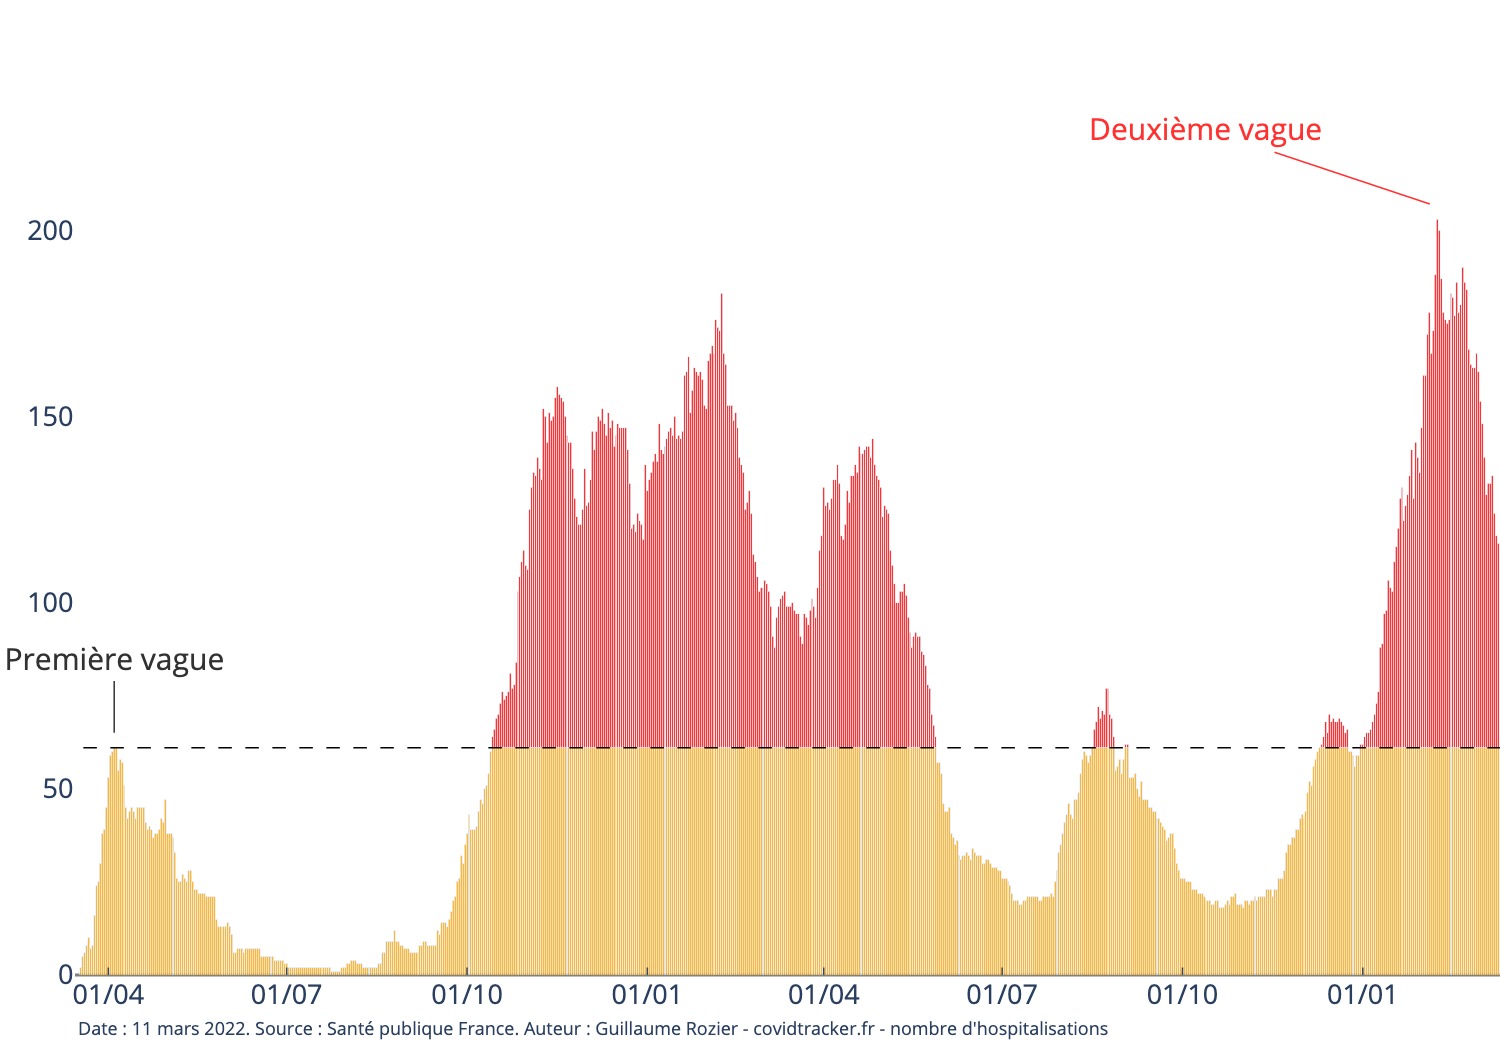 Deuxième vague
200
150
100
Première vague
50
0
01/04 01/07 01/10 01/01 01/04 01/07 01/10 01/01
Date : 11 mars 2022. Source : Santé publique France. Auteur : Guillaume Rozier - covidtracker.fr - nombre d'hospitalisations